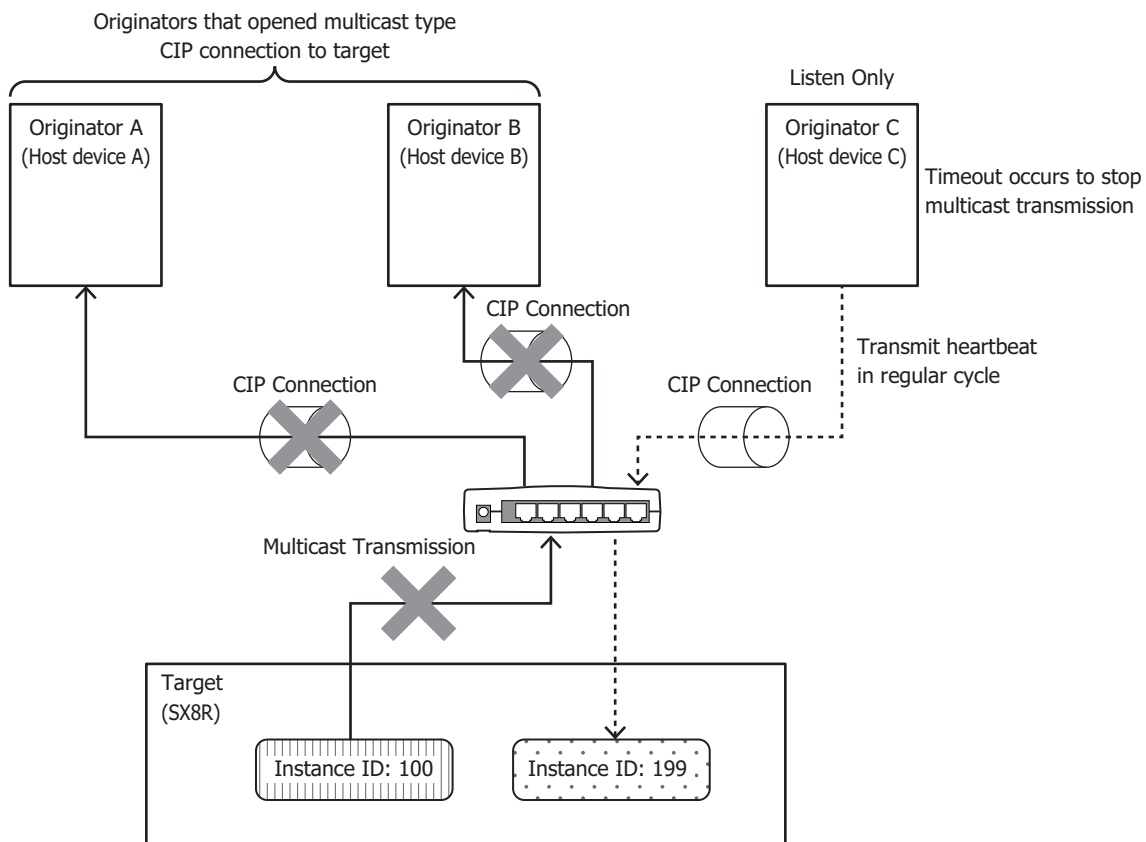 Originators that opened multicast type
CIP connection to target
Listen Only
Originator A
(Host device A)
Originator B
(Host device B)
Originator C
(Host device C)
Timeout occurs to stop
multicast transmission
CIP Connection
Transmit heartbeat
in regular cycle
CIP Connection
CIP Connection
Multicast Transmission
Target
(SX8R)
Instance ID: 100
Instance ID: 199